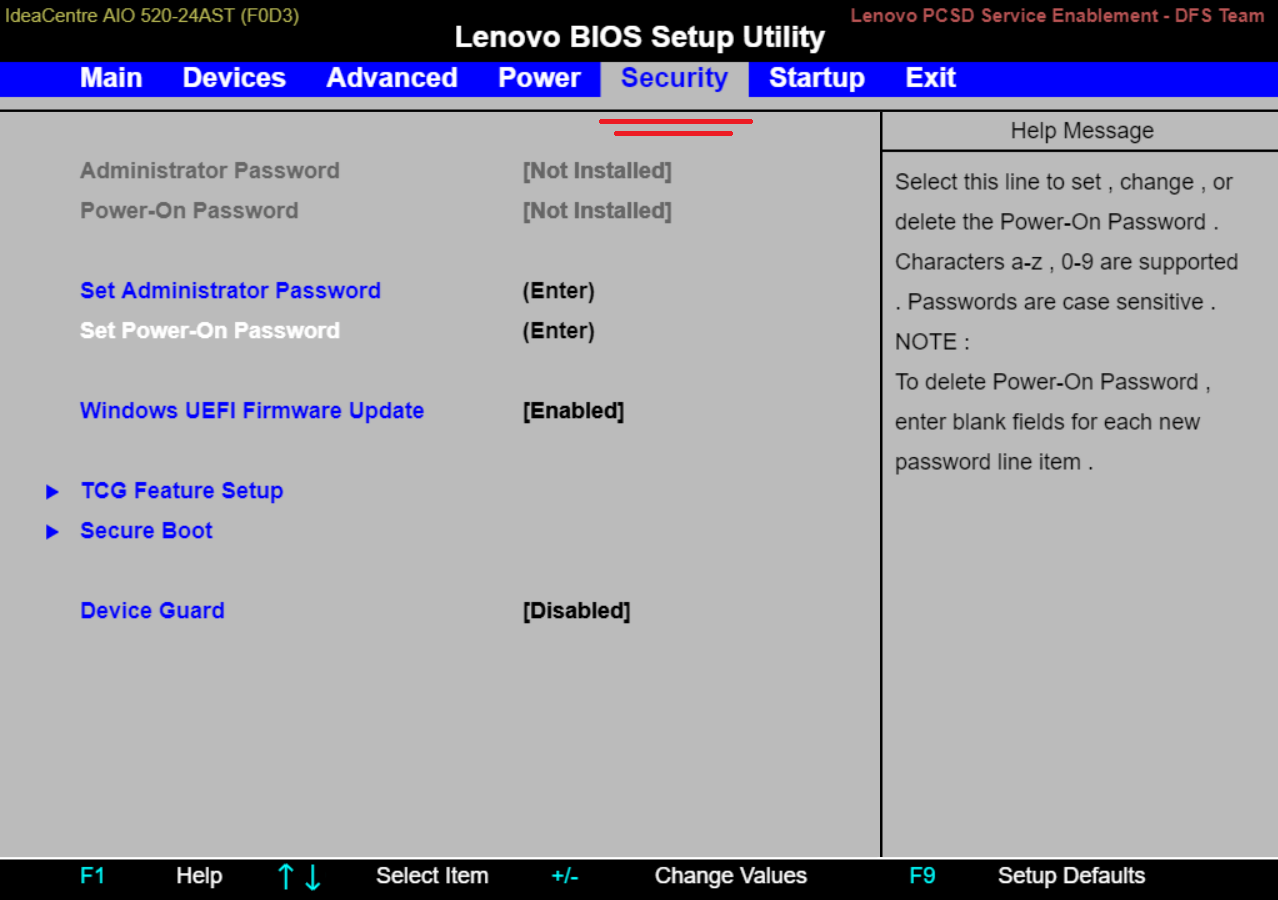 IdeaCentre AIO 520-24AST (F0D3)
Lenovo PCSD Service Enablement - DFS Team
Lenovo BIOS Setup Utility
Main Devices Advanced Power Security Startup Exit
Help Message
Administrator Password [Not Installed]
Power-On Password [Not Installed]
Set Administrator Password (Enter)
Set Power-On Password (Enter)
Windows UEFI Firmware Update [Enabled]
TCG Feature Setup
Secure Boot
Device Guard [Disabled]
Select this line to set , change , or
delete the Power-On Password .
Characters a-z , 0-9 are supported
. Passwords are case sensitive .
NOTE :
To delete Power-On Password ,
enter blank fields for each new
password line item .
F1 Help ↑↓ Select Item +/- Change Values F9 Setup Defaults